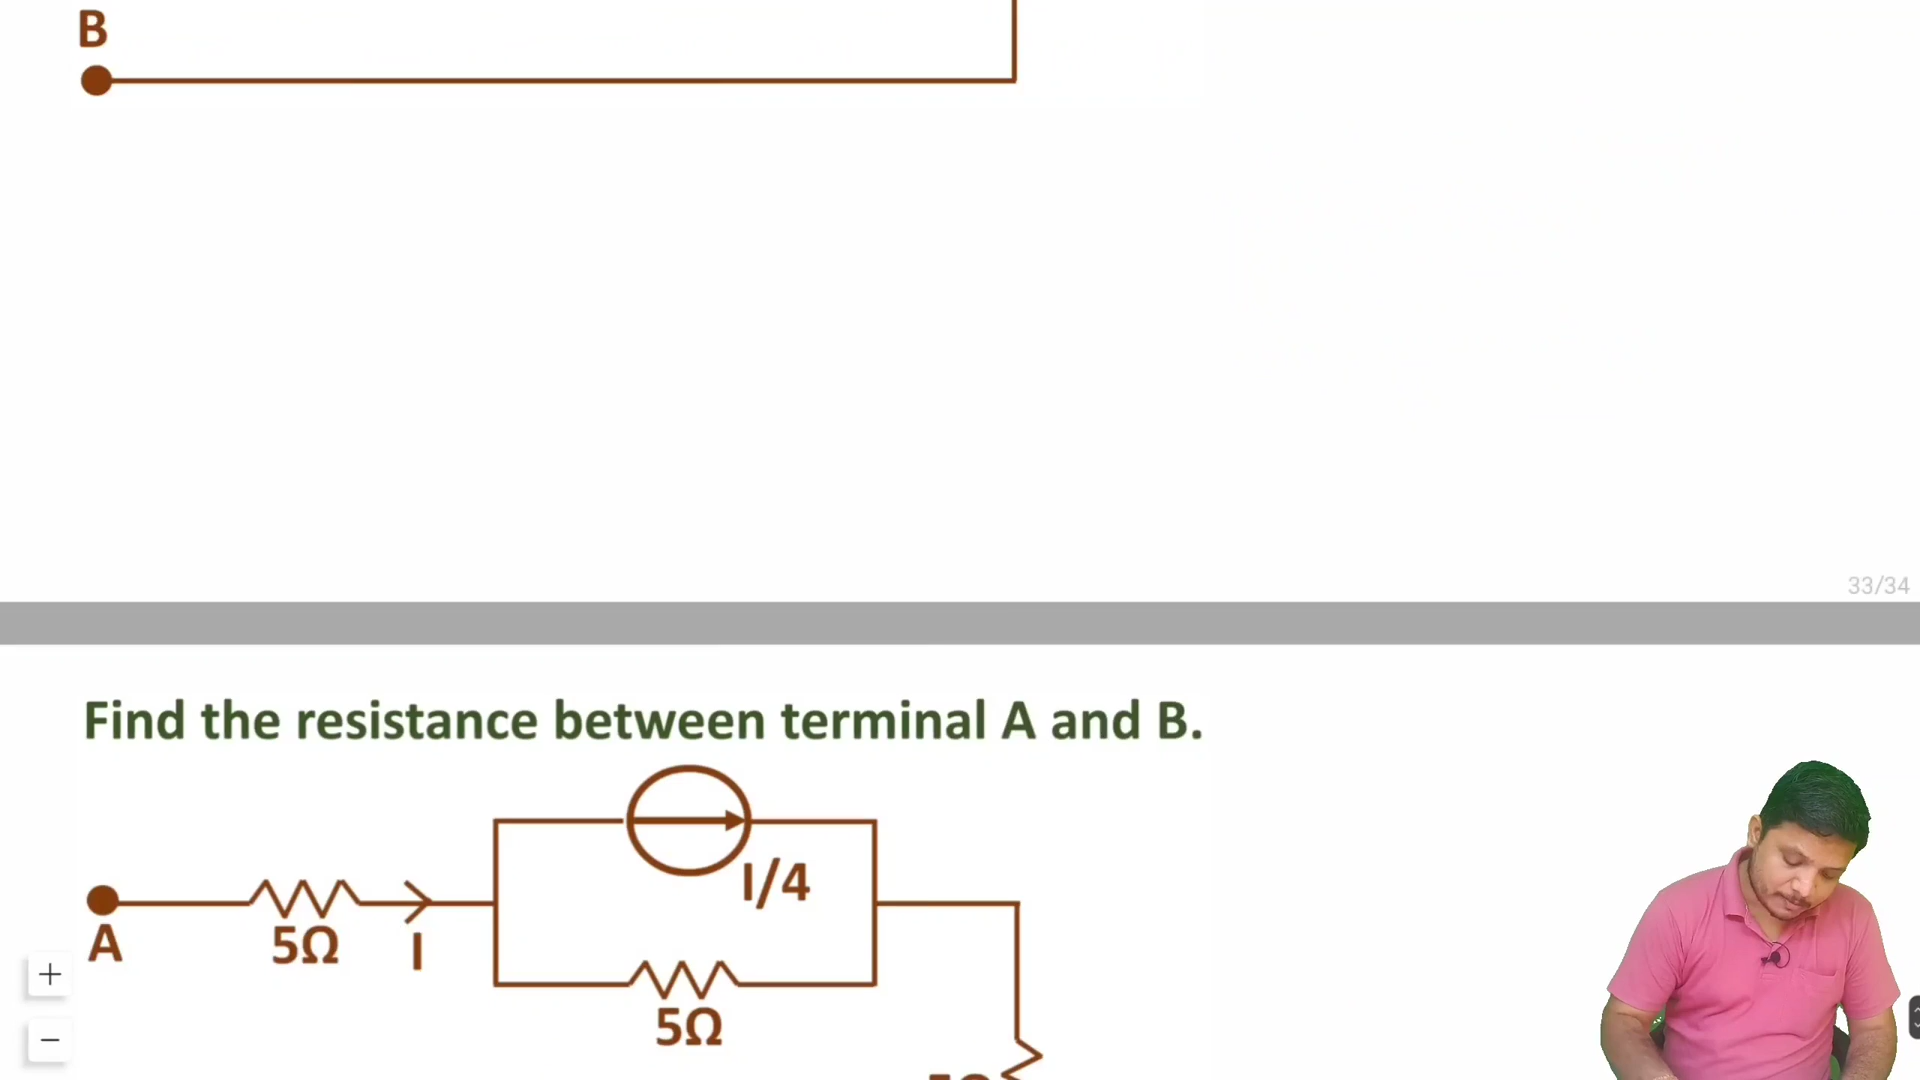 B
33/34
Find the resistance between terminal A and B.
I/4
A
5Ω
I
5Ω